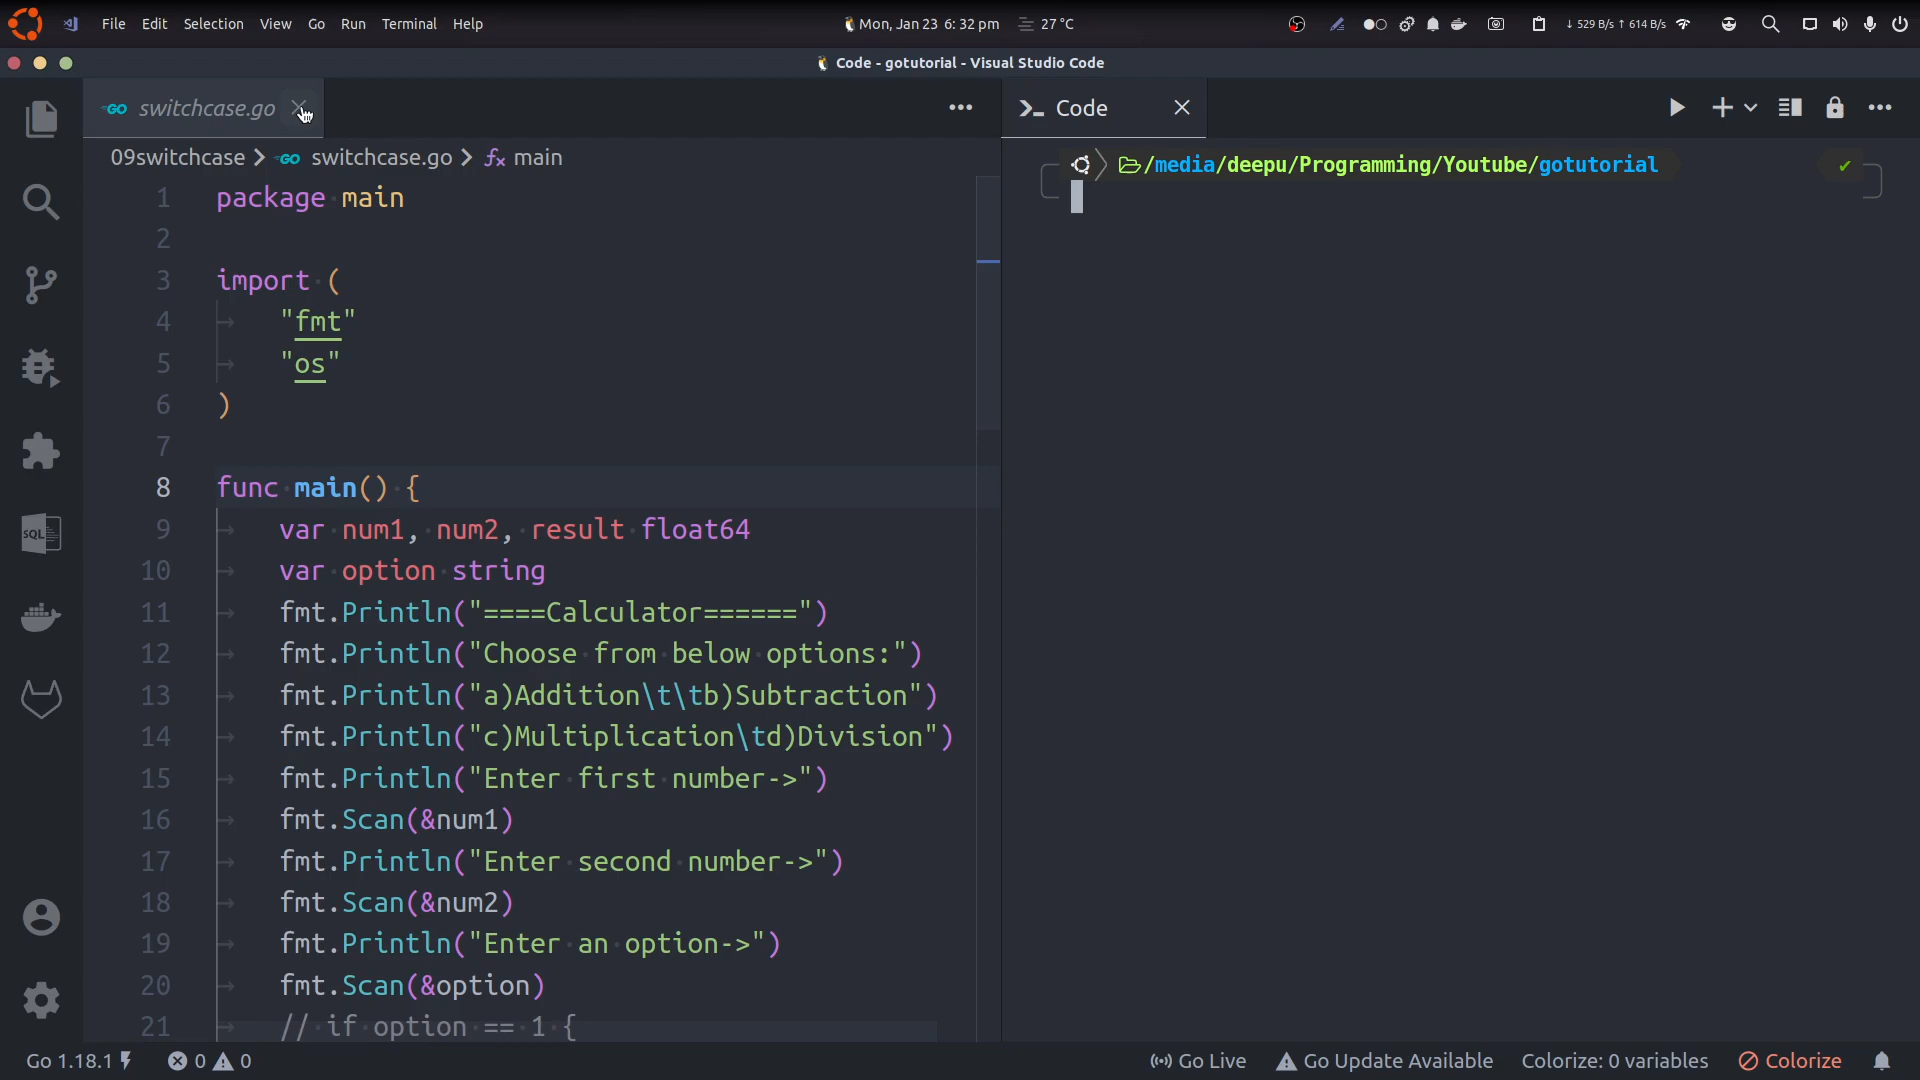 File Edit Selection View Go Run Terminal Help
Mon, Jan 23 6:32 pm 27 °C
↓ 529 B/s ↑ 614 B/s
Code - gotutorial - Visual Studio Code
GO switchcase.go
Code
09switchcase > GO switchcase.go > main
1 package main
2
3 import (
4 "fmt"
5 "os"
6 )
7
8 func main() {
9 var num1, num2, result float64
10 var option string
11 fmt.Println("====Calculator======")
12 fmt.Println("Choose from below options:")
13 fmt.Println("a)Addition\t\tb)Subtraction")
14 fmt.Println("c)Multiplication\td)Division")
15 fmt.Println("Enter first number->")
16 fmt.Scan(&num1)
17 fmt.Println("Enter second number->")
18 fmt.Scan(&num2)
19 fmt.Println("Enter an option->")
20 fmt.Scan(&option)
21 // if option == 1 {
/media/deepu/Programming/Youtube/gotutorial ✔
SQL
Go 1.18.1 0 0
Go Live Go Update Available Colorize: 0 variables Colorize